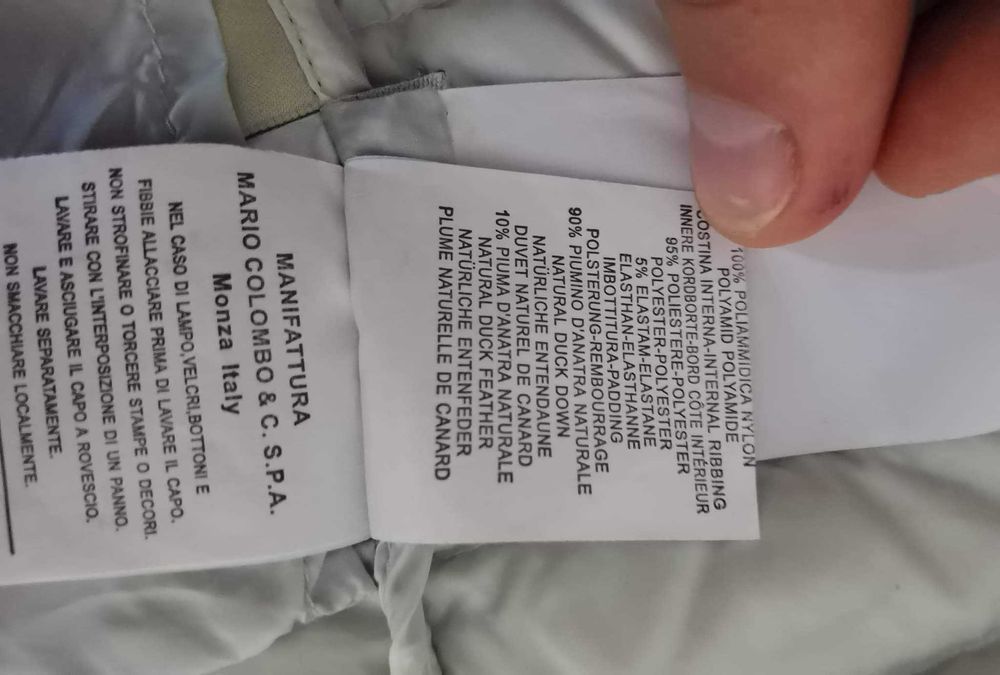 MANIFATTURA
MARIO COLOMBO & C. S.P.A.
Monza Italy
NEL CASO DI LAMPO,VELCRI,BOTTONI E
FIBBIE ALLACCIARE PRIMA DI LAVARE IL CAPO.
NON STROFINARE O TORCERE STAMPE O DECORI.
STIRARE CON L'INTERPOSIZIONE DI UN PANNO.
LAVARE E ASCIUGARE IL CAPO A ROVESCIO.
LAVARE SEPARATAMENTE.
NON SMACCHIARE LOCALMENTE.
100% POLIAMMIDICA NYLON
POLYAMID POLYAMIDE
COSTINA INTERNA-INTERNAL RIBBING
INNERE KORDBORTE-BORD CÔTE INTÉRIEUR
95% POLIESTERE-POLYESTER
POLYESTER-POLYESTER
5% ELASTAM-ELASTANE
ELASTHAN-ELASTHANNE
IMBOTTITURA-PADDING
POLSTERUNG-REMBOURRAGE
90% PIUMINO D'ANATRA NATURALE
NATURAL DUCK DOWN
NATÜRLICHE ENTENDAUNE
DUVET NATUREL DE CANARD
10% PIUMA D'ANATRA NATURALE
NATURAL DUCK FEATHER
NATÜRLICHE ENTENFEDER
PLUME NATURELLE DE CANARD